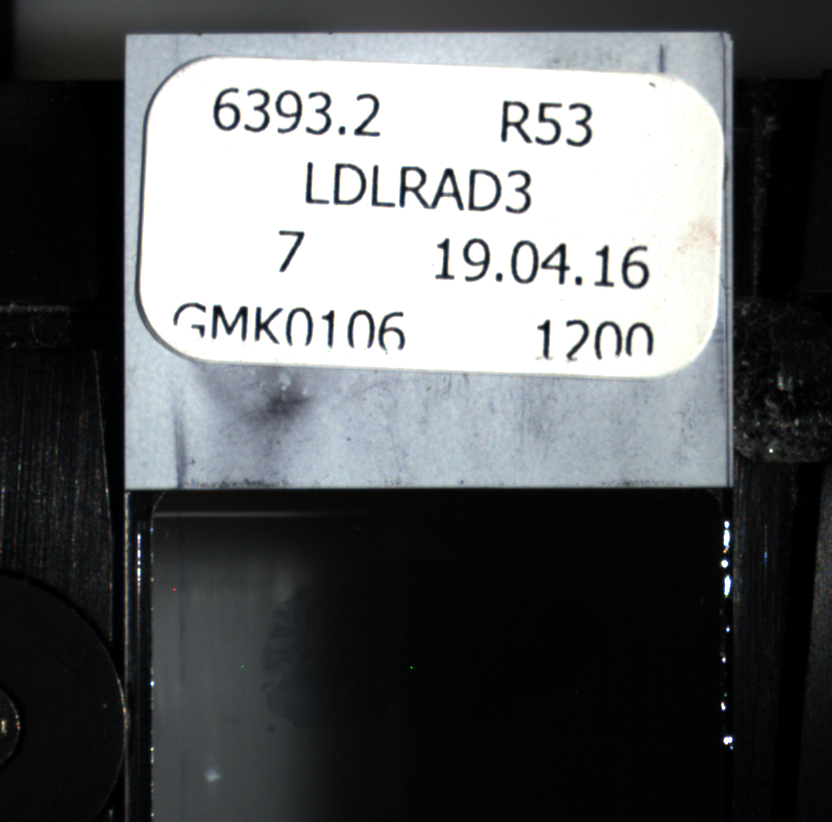 6393.2 R53
LDLRAD3
7 19.04.16
GMK0106 1200